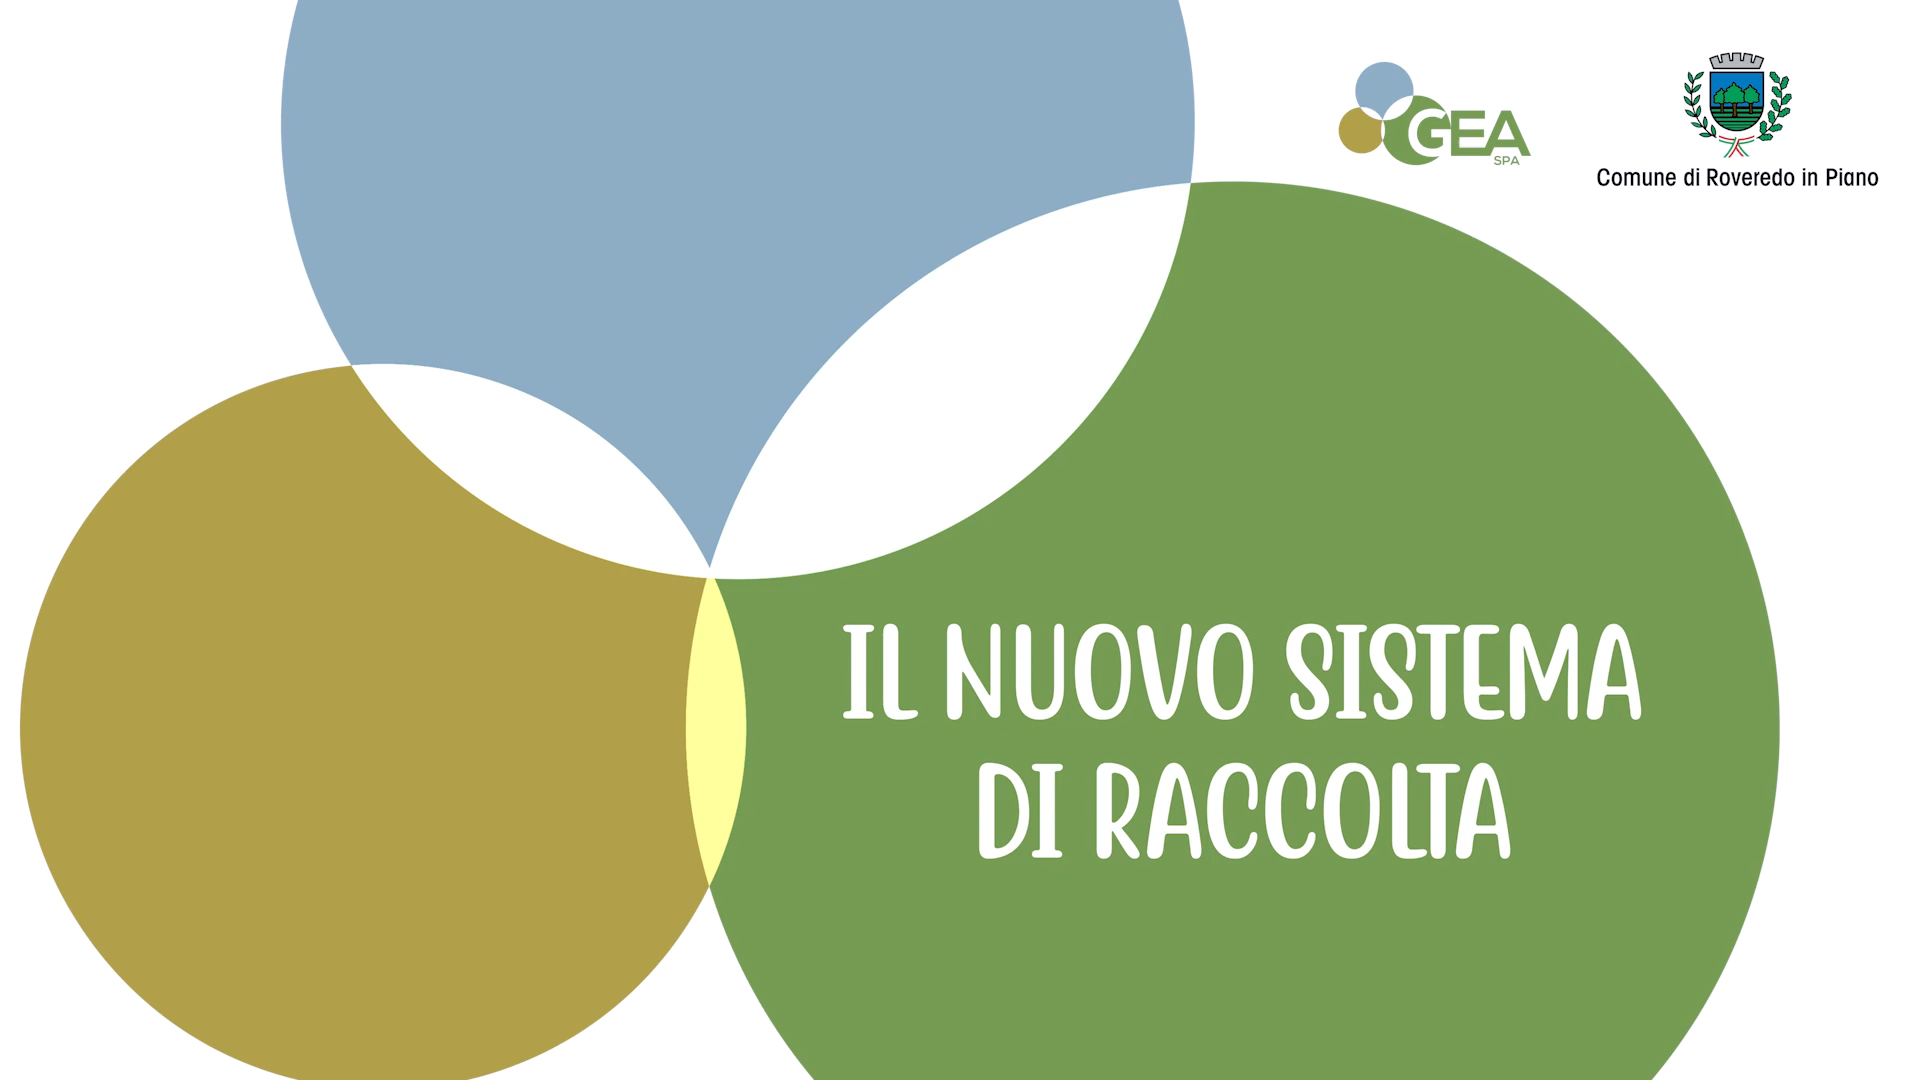 GEA
SPA
Comune di Roveredo in Piano
IL NUOVO SISTEMA
DI RACCOLTA